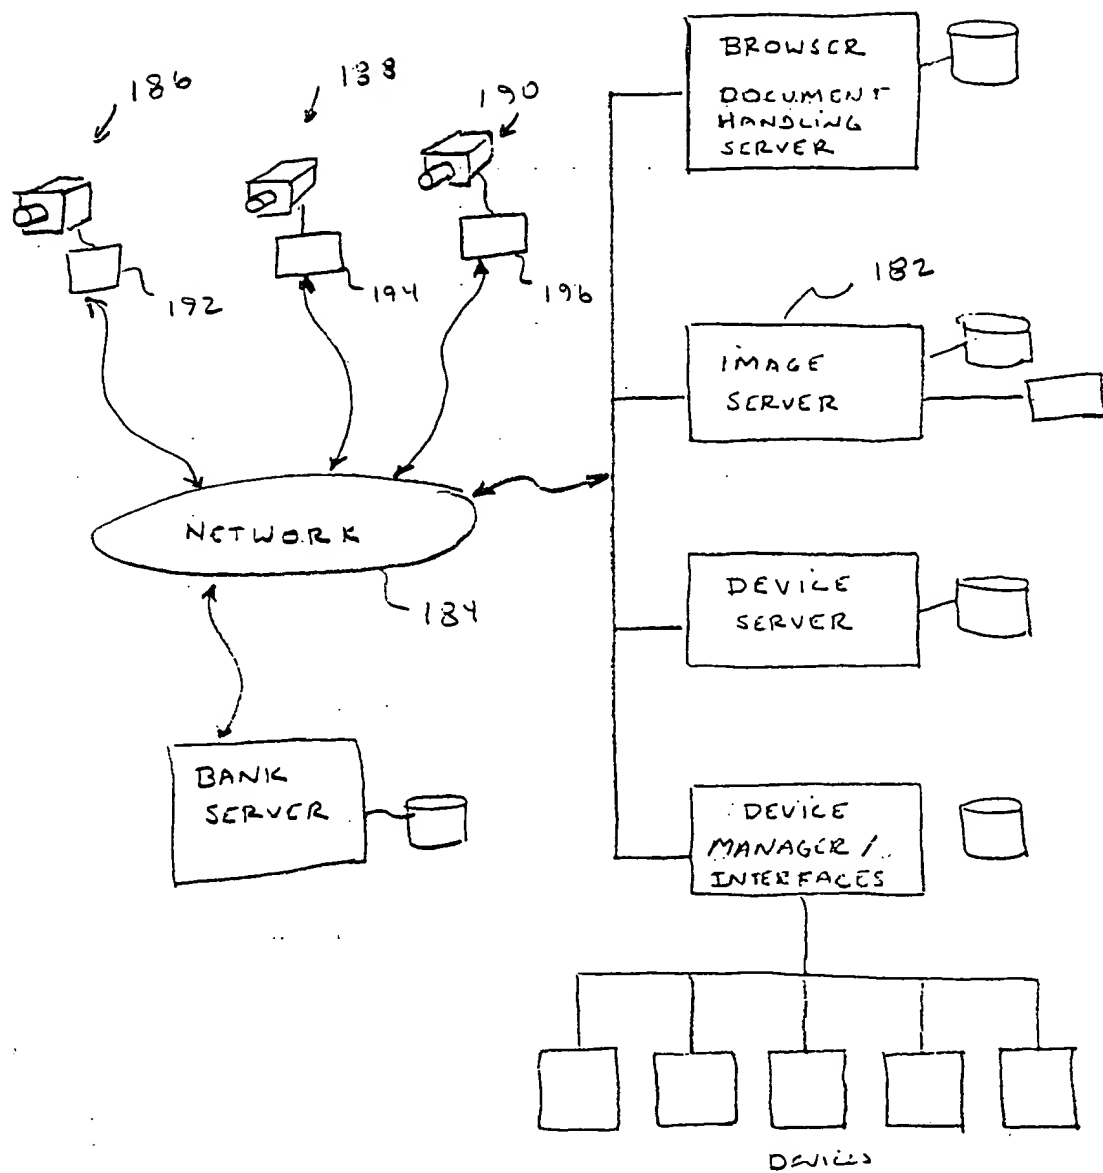 186
188
190
192
194
196
BROWSER
DOCUMENT
HANDLING
SERVER
182
IMAGE
SERVER
NETWORK
184
DEVICE
SERVER
BANK
SERVER
DEVICE
MANAGER /
INTERFACES
DEVICES